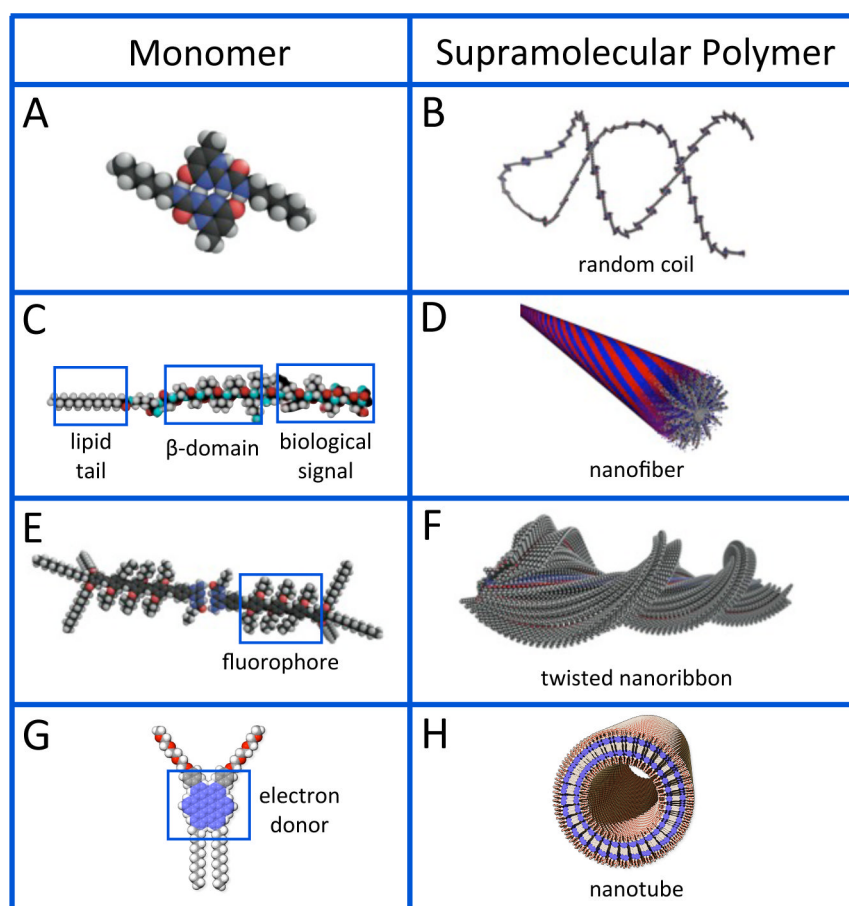 Monomer
Supramolecular Polymer
A
B
random coil
C
lipid
tail
β-domain
biological
signal
D
nanofiber
E
fluorophore
F
twisted nanoribbon
G
electron
donor
H
nanotube